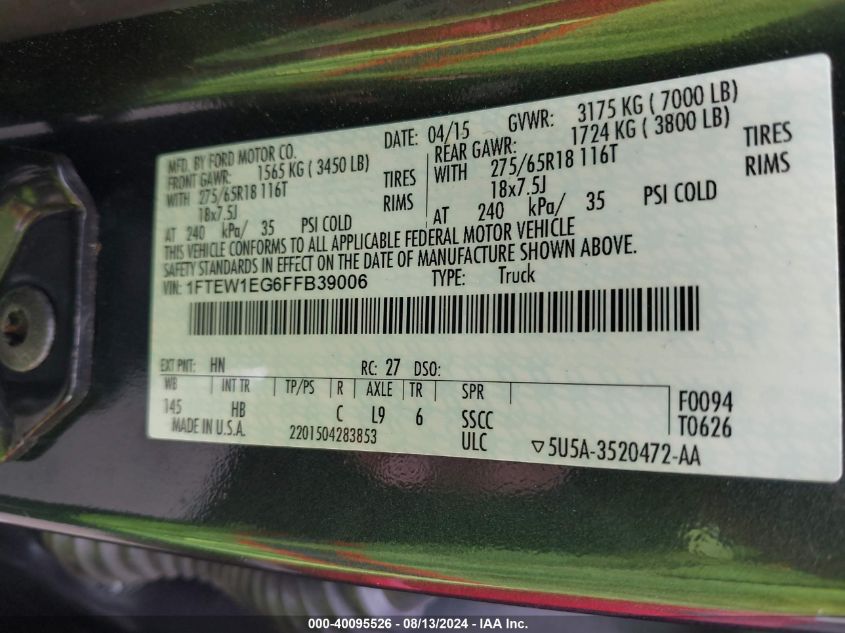 MFD. BY FORD MOTOR CO.
DATE: 04/15 GVWR: 3175 KG ( 7000 LB)
FRONT GAWR: 1565 KG ( 3450 LB)
REAR GAWR: 1724 KG ( 3800 LB)
WITH 275/65R18 116T TIRES
WITH 275/65R18 116T TIRES
18x7.5J RIMS
18x7.5J RIMS
AT 240 kPa/ 35 PSI COLD
AT 240 kPa/ 35 PSI COLD
THIS VEHICLE CONFORMS TO ALL APPLICABLE FEDERAL MOTOR VEHICLE
SAFETY STANDARDS IN EFFECT ON THE DATE OF MANUFACTURE SHOWN ABOVE.
VIN: 1FTEW1EG6FFB39006 TYPE: Truck
EXT PNT: HN RC: 27 DSO:
WB INT TR TP/PS R AXLE TR SPR
145 HB C L9 6 SSCC
F0094
T0626
MADE IN U.S.A. 2201504283853 ULC ▽5U5A-3520472-AA
000-40095526 - 08/13/2024 - IAA Inc.